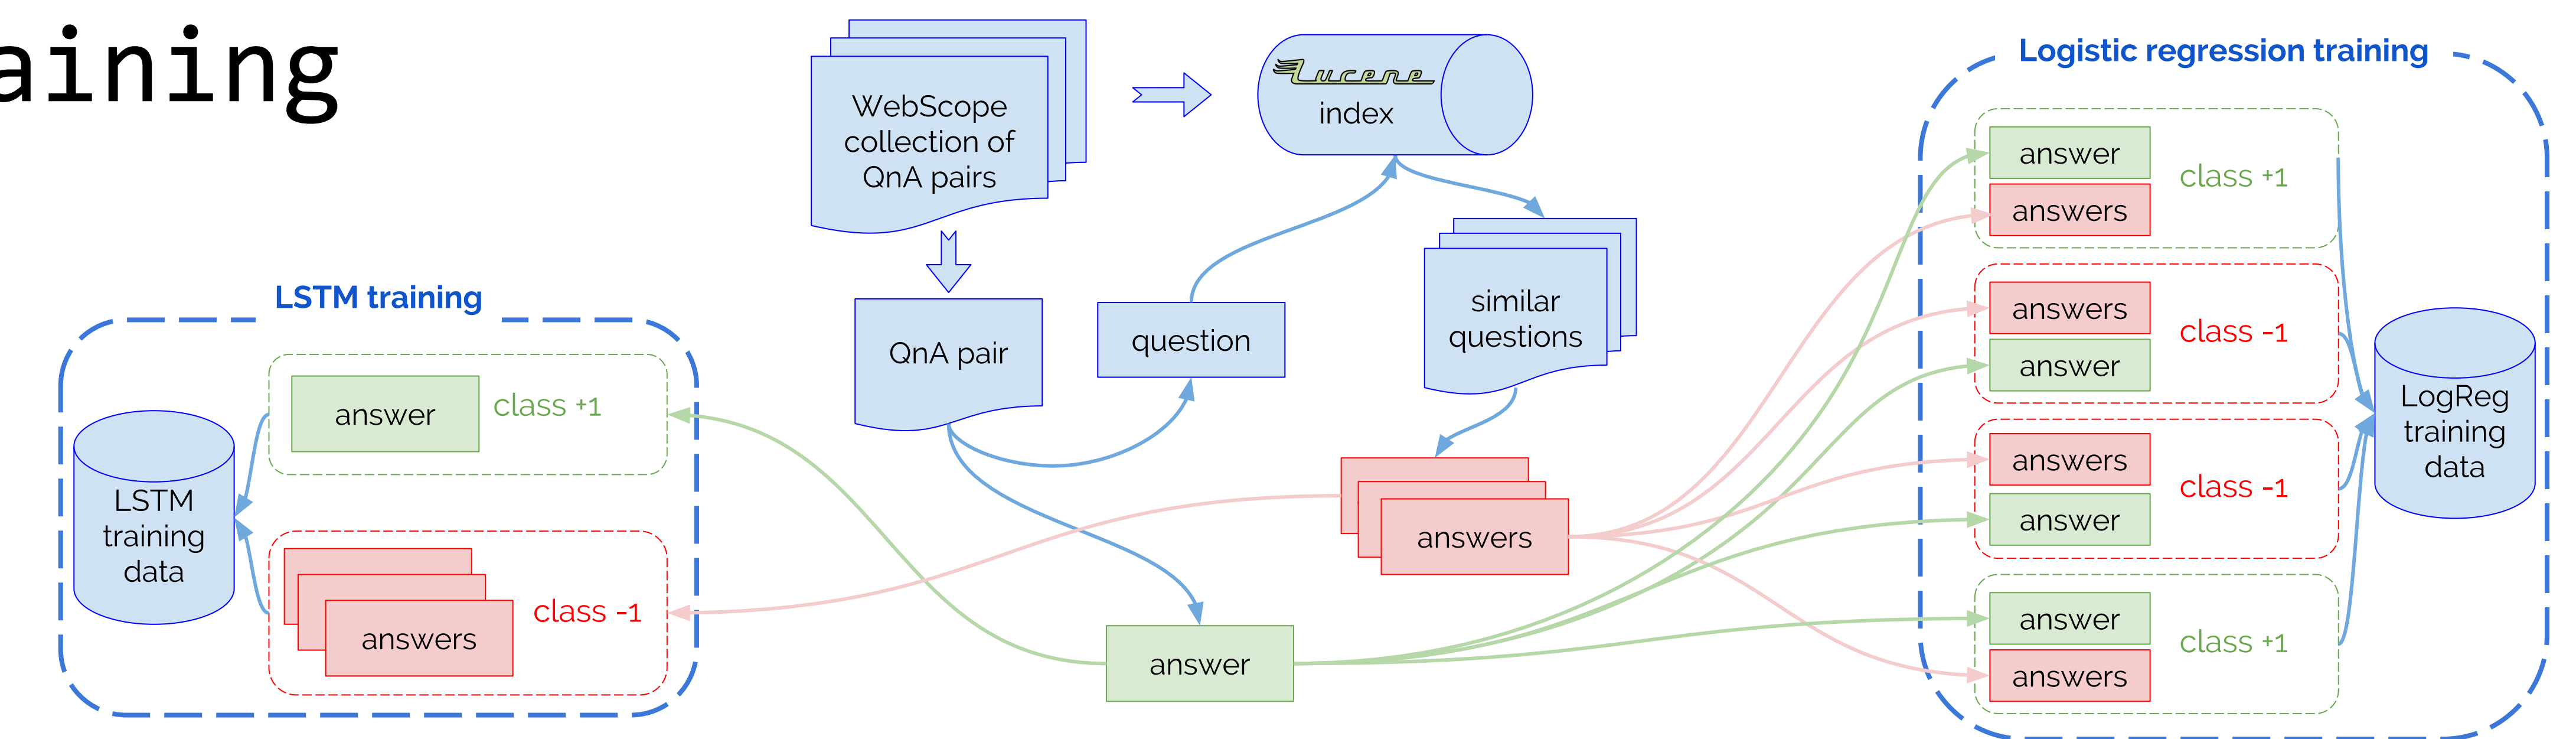 aining
WebScope
collection of
QnA pairs
Lucene
index
Logistic regression training
answer
class +1
answers
answers
class -1
answer
answers
class -1
answer
answer
class +1
answers
LogReg
training
data
similar
questions
QnA pair
question
LSTM training
answer
class +1
LSTM
training
data
answers
class -1
answers
answer